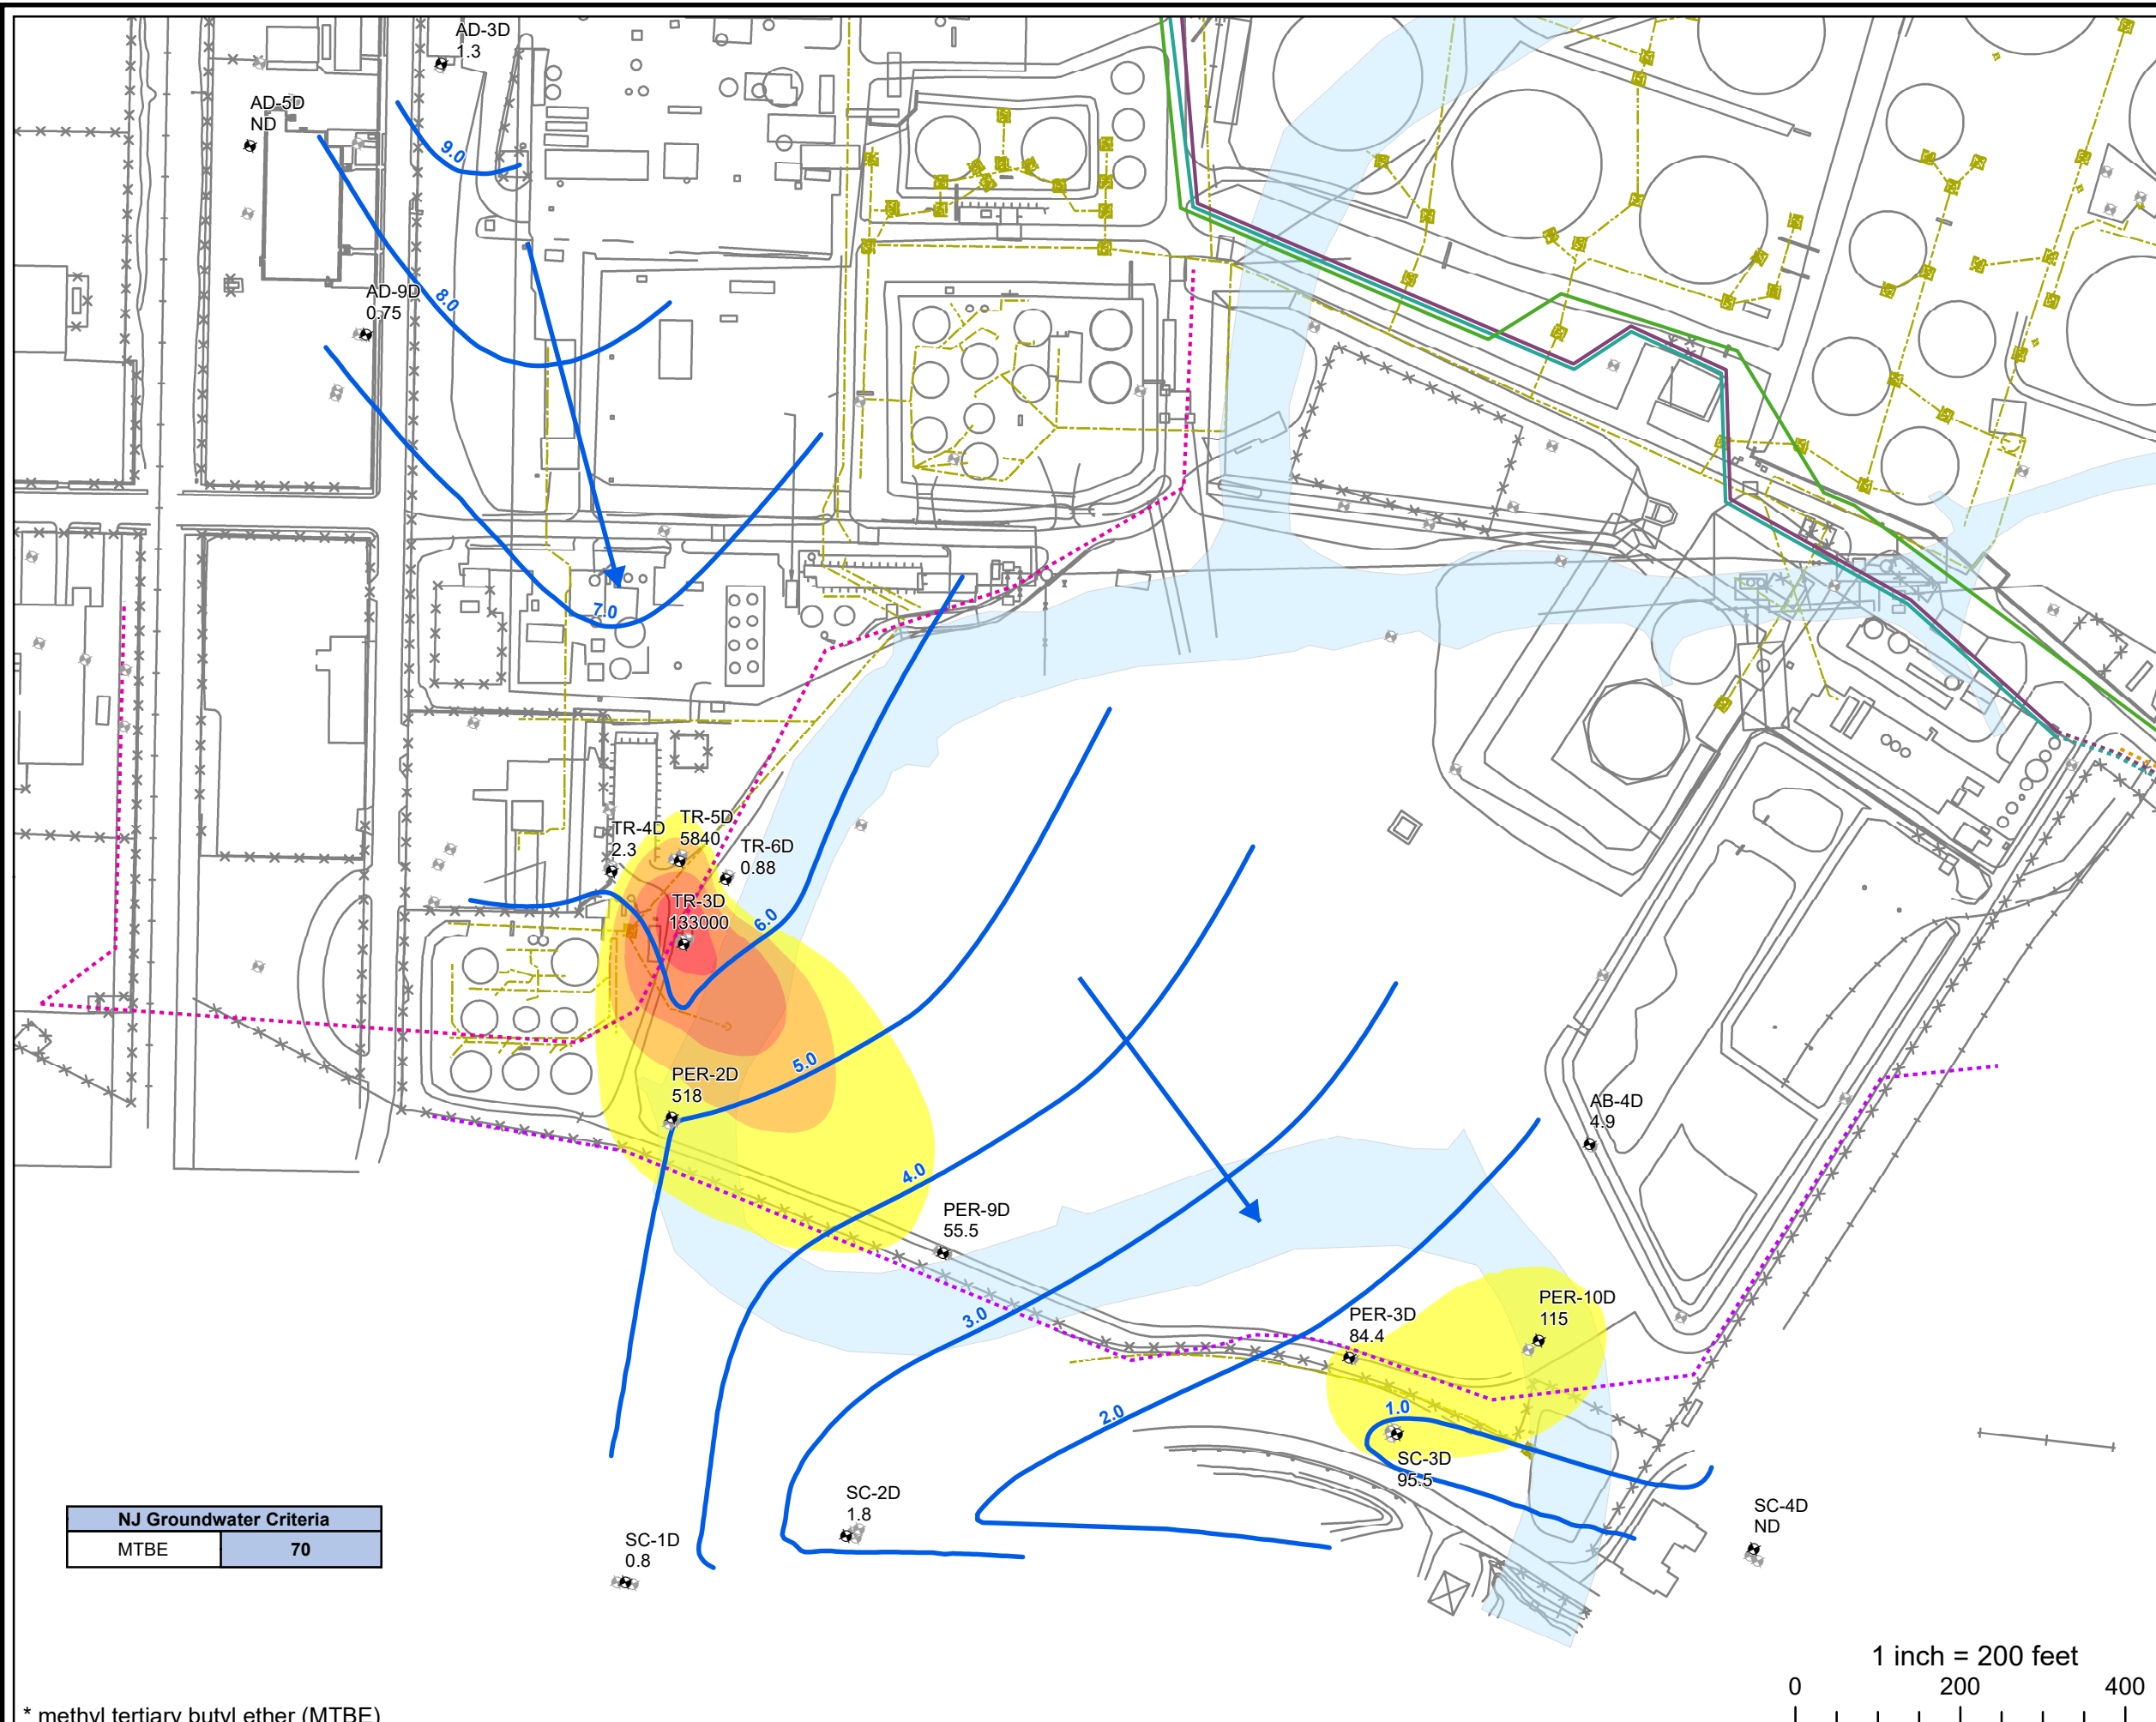 AD-3D
1.3
AD-5D
ND
9.0
AD-9D
0.75
8.0
7.0
TR-5D
5840
TR-4D
2.3
TR-6D
0.88
TR-3D
133000
6.0
5.0
PER-2D
518
AB-4D
4.9
4.0
PER-9D
55.5
PER-10D
115
PER-3D
84.4
3.0
2.0
1.0
SC-3D
95.5
SC-2D
1.8
SC-4D
ND
SC-1D
0.8
NJ Groundwater Criteria
MTBE 70
1 inch = 200 feet
0 200 400
* methyl tertiary butyl ether (MTBE)